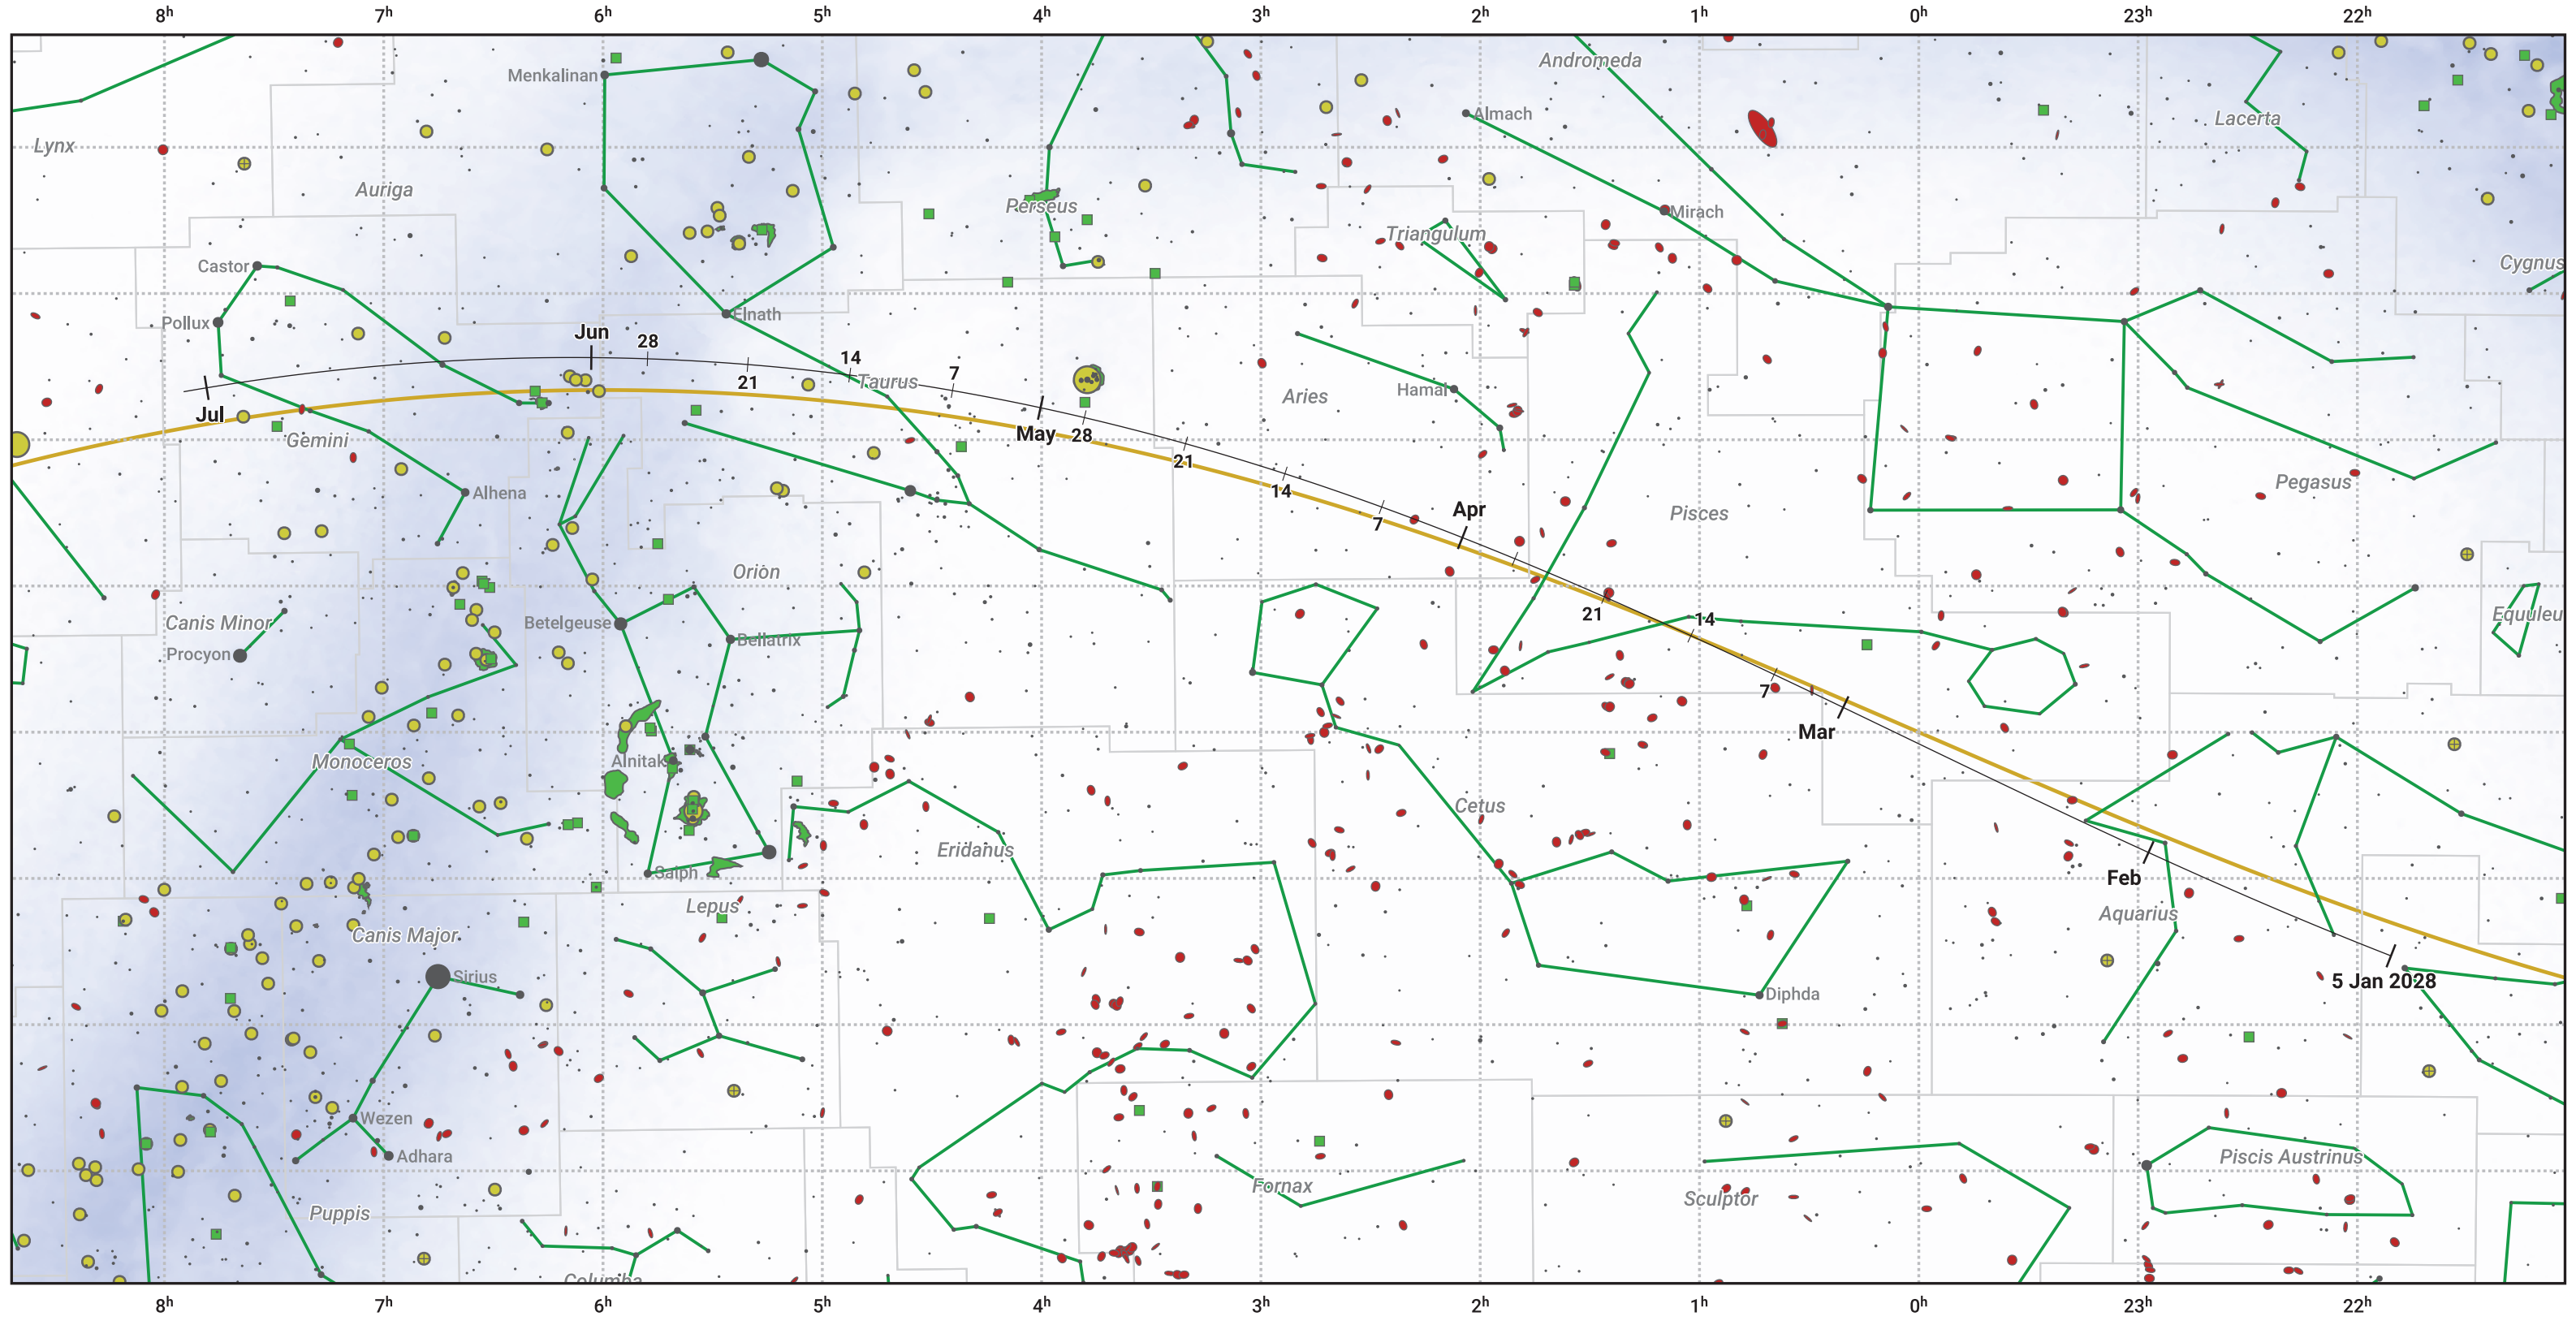 8h 7h 6h 5h 4h 3h 2h 1h 0h 23h 22h
Andromeda
Menkalinan
Almach
Lacerta
Lynx
Auriga
Perseus
Mirach
Triangulum
Castor
Cygnus
Elnath
Pollux
Jun
28
14
7
21
Taurus
Hamal
Aries
Jul
May
28
Gemini
21
Pegasus
Alhena
14
Apr
Pisces
7
Orion
21
14
Equuleu
Canis Minor
Betelgeuse
Bellatrix
Procyon
7
Mar
Monoceros
Alnitak
Cetus
Eridanus
Saiph
Feb
Lepus
Aquarius
Canis Major
Sirius
5 Jan 2028
Diphda
Wezen
Adhara
Piscis Austrinus
Fornax
Sculptor
Puppis
Columba
8h 7h 6h 5h 4h 3h 2h 1h 0h 23h 22h